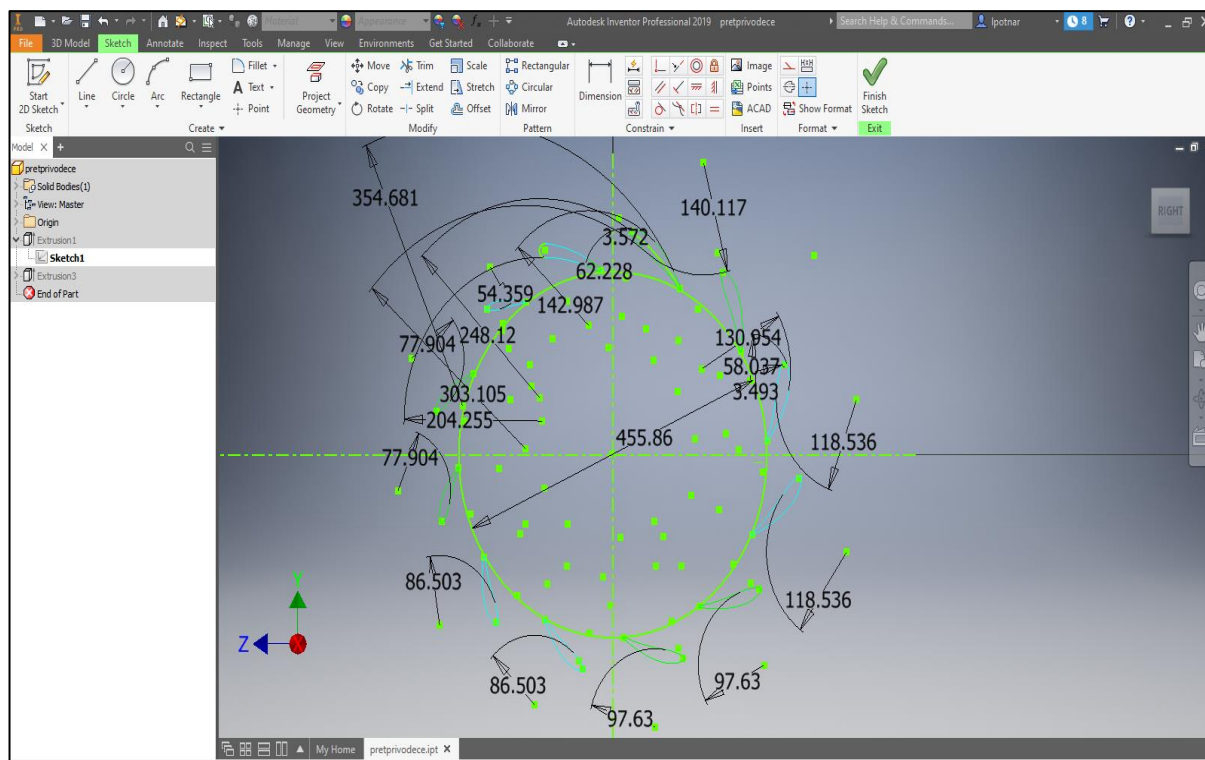 I
PRO
Material
Appearance
Autodesk Inventor Professional 2019 pretprivodece
Search Help & Commands...
lpotnar
8
File 3D Model Sketch Annotate Inspect Tools Manage View Environments Get Started Collaborate
Start
2D Sketch
Line
Circle
Arc
Rectangle
Fillet
Text
Point
Project
Geometry
Move Trim Scale
Copy Extend Stretch
Rotate Split Offset
Rectangular
Circular
Mirror
Dimension
Image
Points
ACAD
Show Format
Finish
Sketch
Sketch Create Modify Pattern Constrain Insert Format Exit
Model
pretprivodece
Solid Bodies(1)
View: Master
Origin
Extrusion1
Sketch1
Extrusion3
End of Part
RIGHT
354.681
140.117
3.572
62.228
54.359
142.987
77.904
248.12
130.954
58.037
3.493
303.105
204.255
455.86
118.536
77.904
86.503
118.536
86.503
97.63
97.63
Y
Z
My Home pretprivodece.ipt